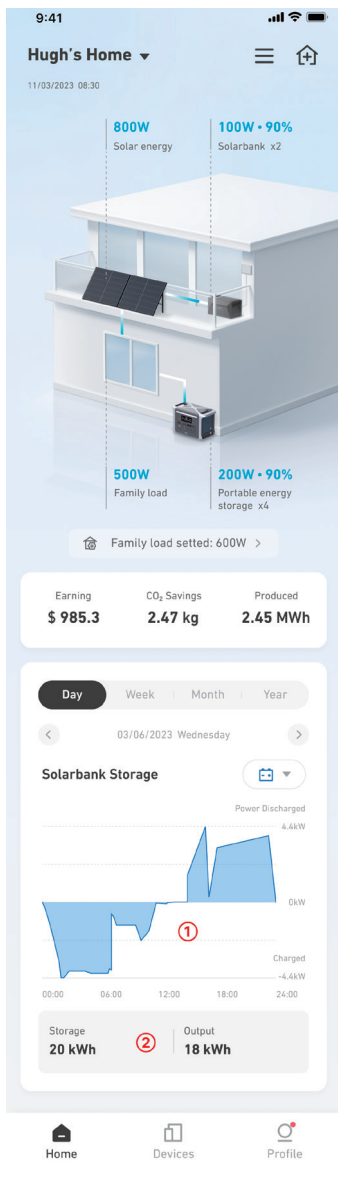 9:41
Hugh's Home
11/03/2023 08:30
800W
Solar energy
100W • 90%
Solarbank x2
500W
Family load
200W • 90%
Portable energy
storage x4
Family load setted: 600W >
Earning
$ 985.3
CO₂ Savings
2.47 kg
Produced
2.45 MWh
Day
Week
Month
Year
03/06/2023 Wednesday
Solarbank Storage
Power Discharged
4.4kW
0kW
①
Charged
-4.4kW
00:00 06:00 12:00 18:00 24:00
Storage
20 kWh
②
Output
18 kWh
Home
Devices
Profile